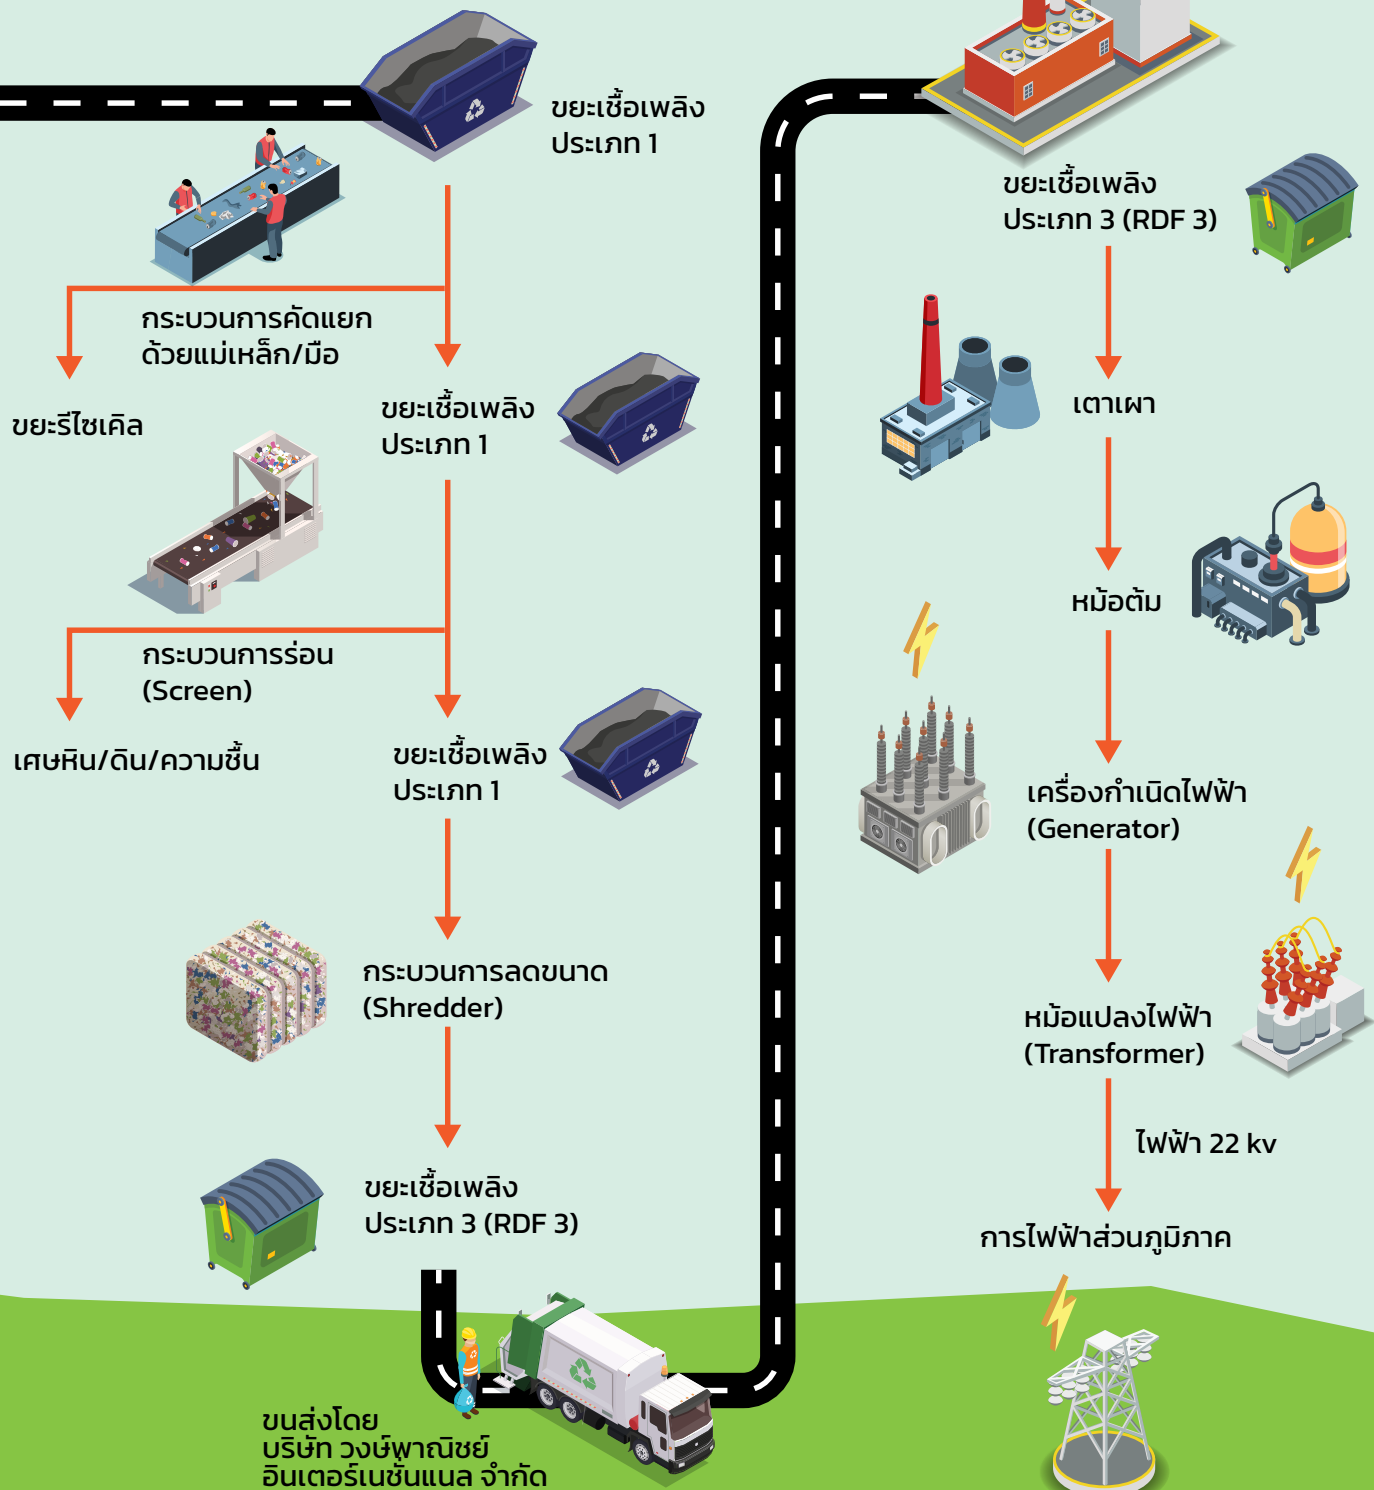 ขยะเชื้อเพลิง
ประเภท 1
กระบวนการคัดแยก
ด้วยแม่เหล็ก/มือ
ขยะรีไซเคิล
ขยะเชื้อเพลิง
ประเภท 1
กระบวนการร่อน
(Screen)
เศษหิน/ดิน/ความชื้น
ขยะเชื้อเพลิง
ประเภท 1
กระบวนการลดขนาด
(Shredder)
ขยะเชื้อเพลิง
ประเภท 3 (RDF 3)
ขนส่งโดย
บริษัท วงษ์พาณิชย์
อินเตอร์เนชั่นแนล จำกัด
ขยะเชื้อเพลิง
ประเภท 3 (RDF 3)
เตาเผา
หม้อต้ม
เครื่องกำเนิดไฟฟ้า
(Generator)
หม้อแปลงไฟฟ้า
(Transformer)
ไฟฟ้า 22 kv
การไฟฟ้าส่วนภูมิภาค